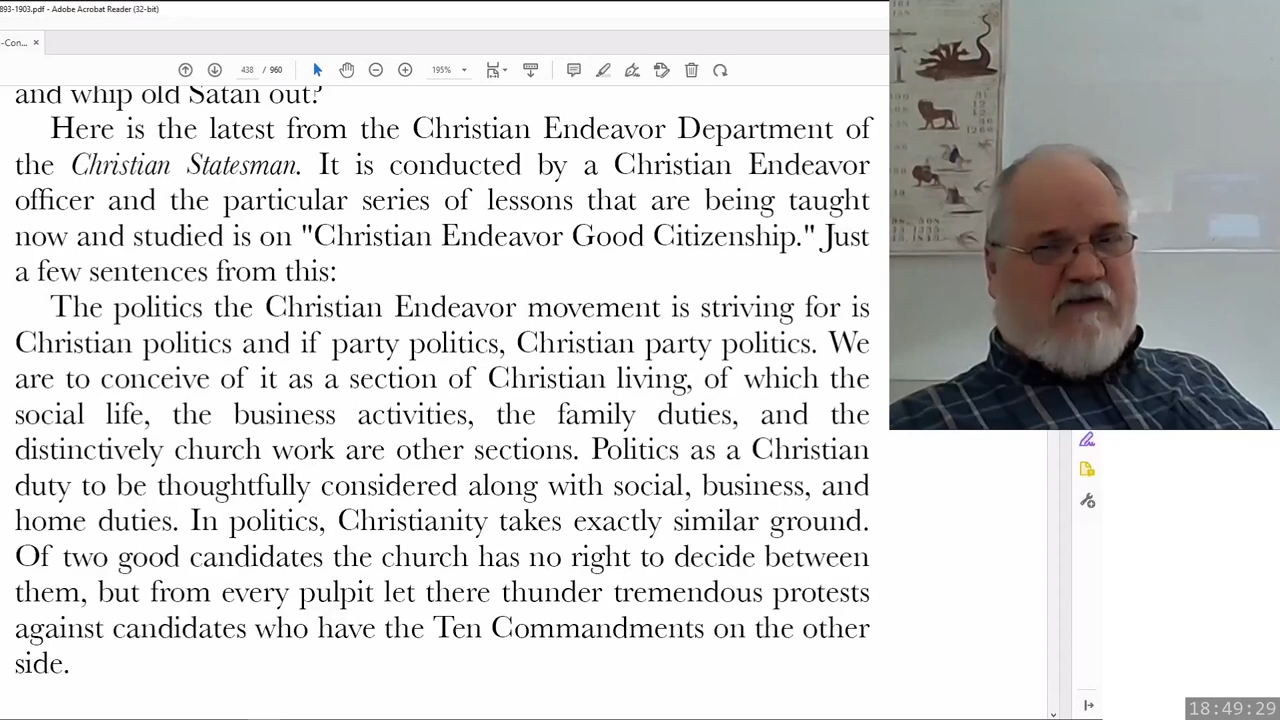 893-1903.pdf - Adobe Acrobat Reader (32-bit)
-Con... ×
438 / 960
195%
and whip old Satan out?
Here is the latest from the Christian Endeavor Department of
the Christian Statesman. It is conducted by a Christian Endeavor
officer and the particular series of lessons that are being taught
now and studied is on "Christian Endeavor Good Citizenship." Just
a few sentences from this:
The politics the Christian Endeavor movement is striving for is
Christian politics and if party politics, Christian party politics. We
are to conceive of it as a section of Christian living, of which the
social life, the business activities, the family duties, and the
distinctively church work are other sections. Politics as a Christian
duty to be thoughtfully considered along with social, business, and
home duties. In politics, Christianity takes exactly similar ground.
Of two good candidates the church has no right to decide between
them, but from every pulpit let there thunder tremendous protests
against candidates who have the Ten Commandments on the other
side.
18:49:29